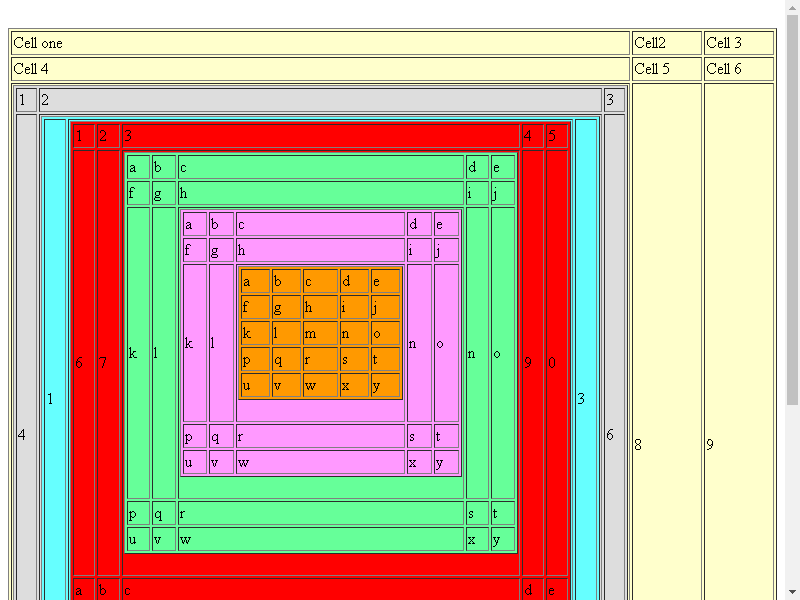 Cell one Cell2 Cell 3
Cell 4 Cell 5 Cell 6
1 2 3
1 2 3 4 5
a b c d e
f g h i j
a b c d e
f g h i j
a b c d e
f g h i j
k l m n o
k l n o
k l n o
p q r s t
6 7 9 0
u v w x y
1 3
4 6
p q r s t
8 9
u v w x y
p q r s t
u v w x y
a b c d e